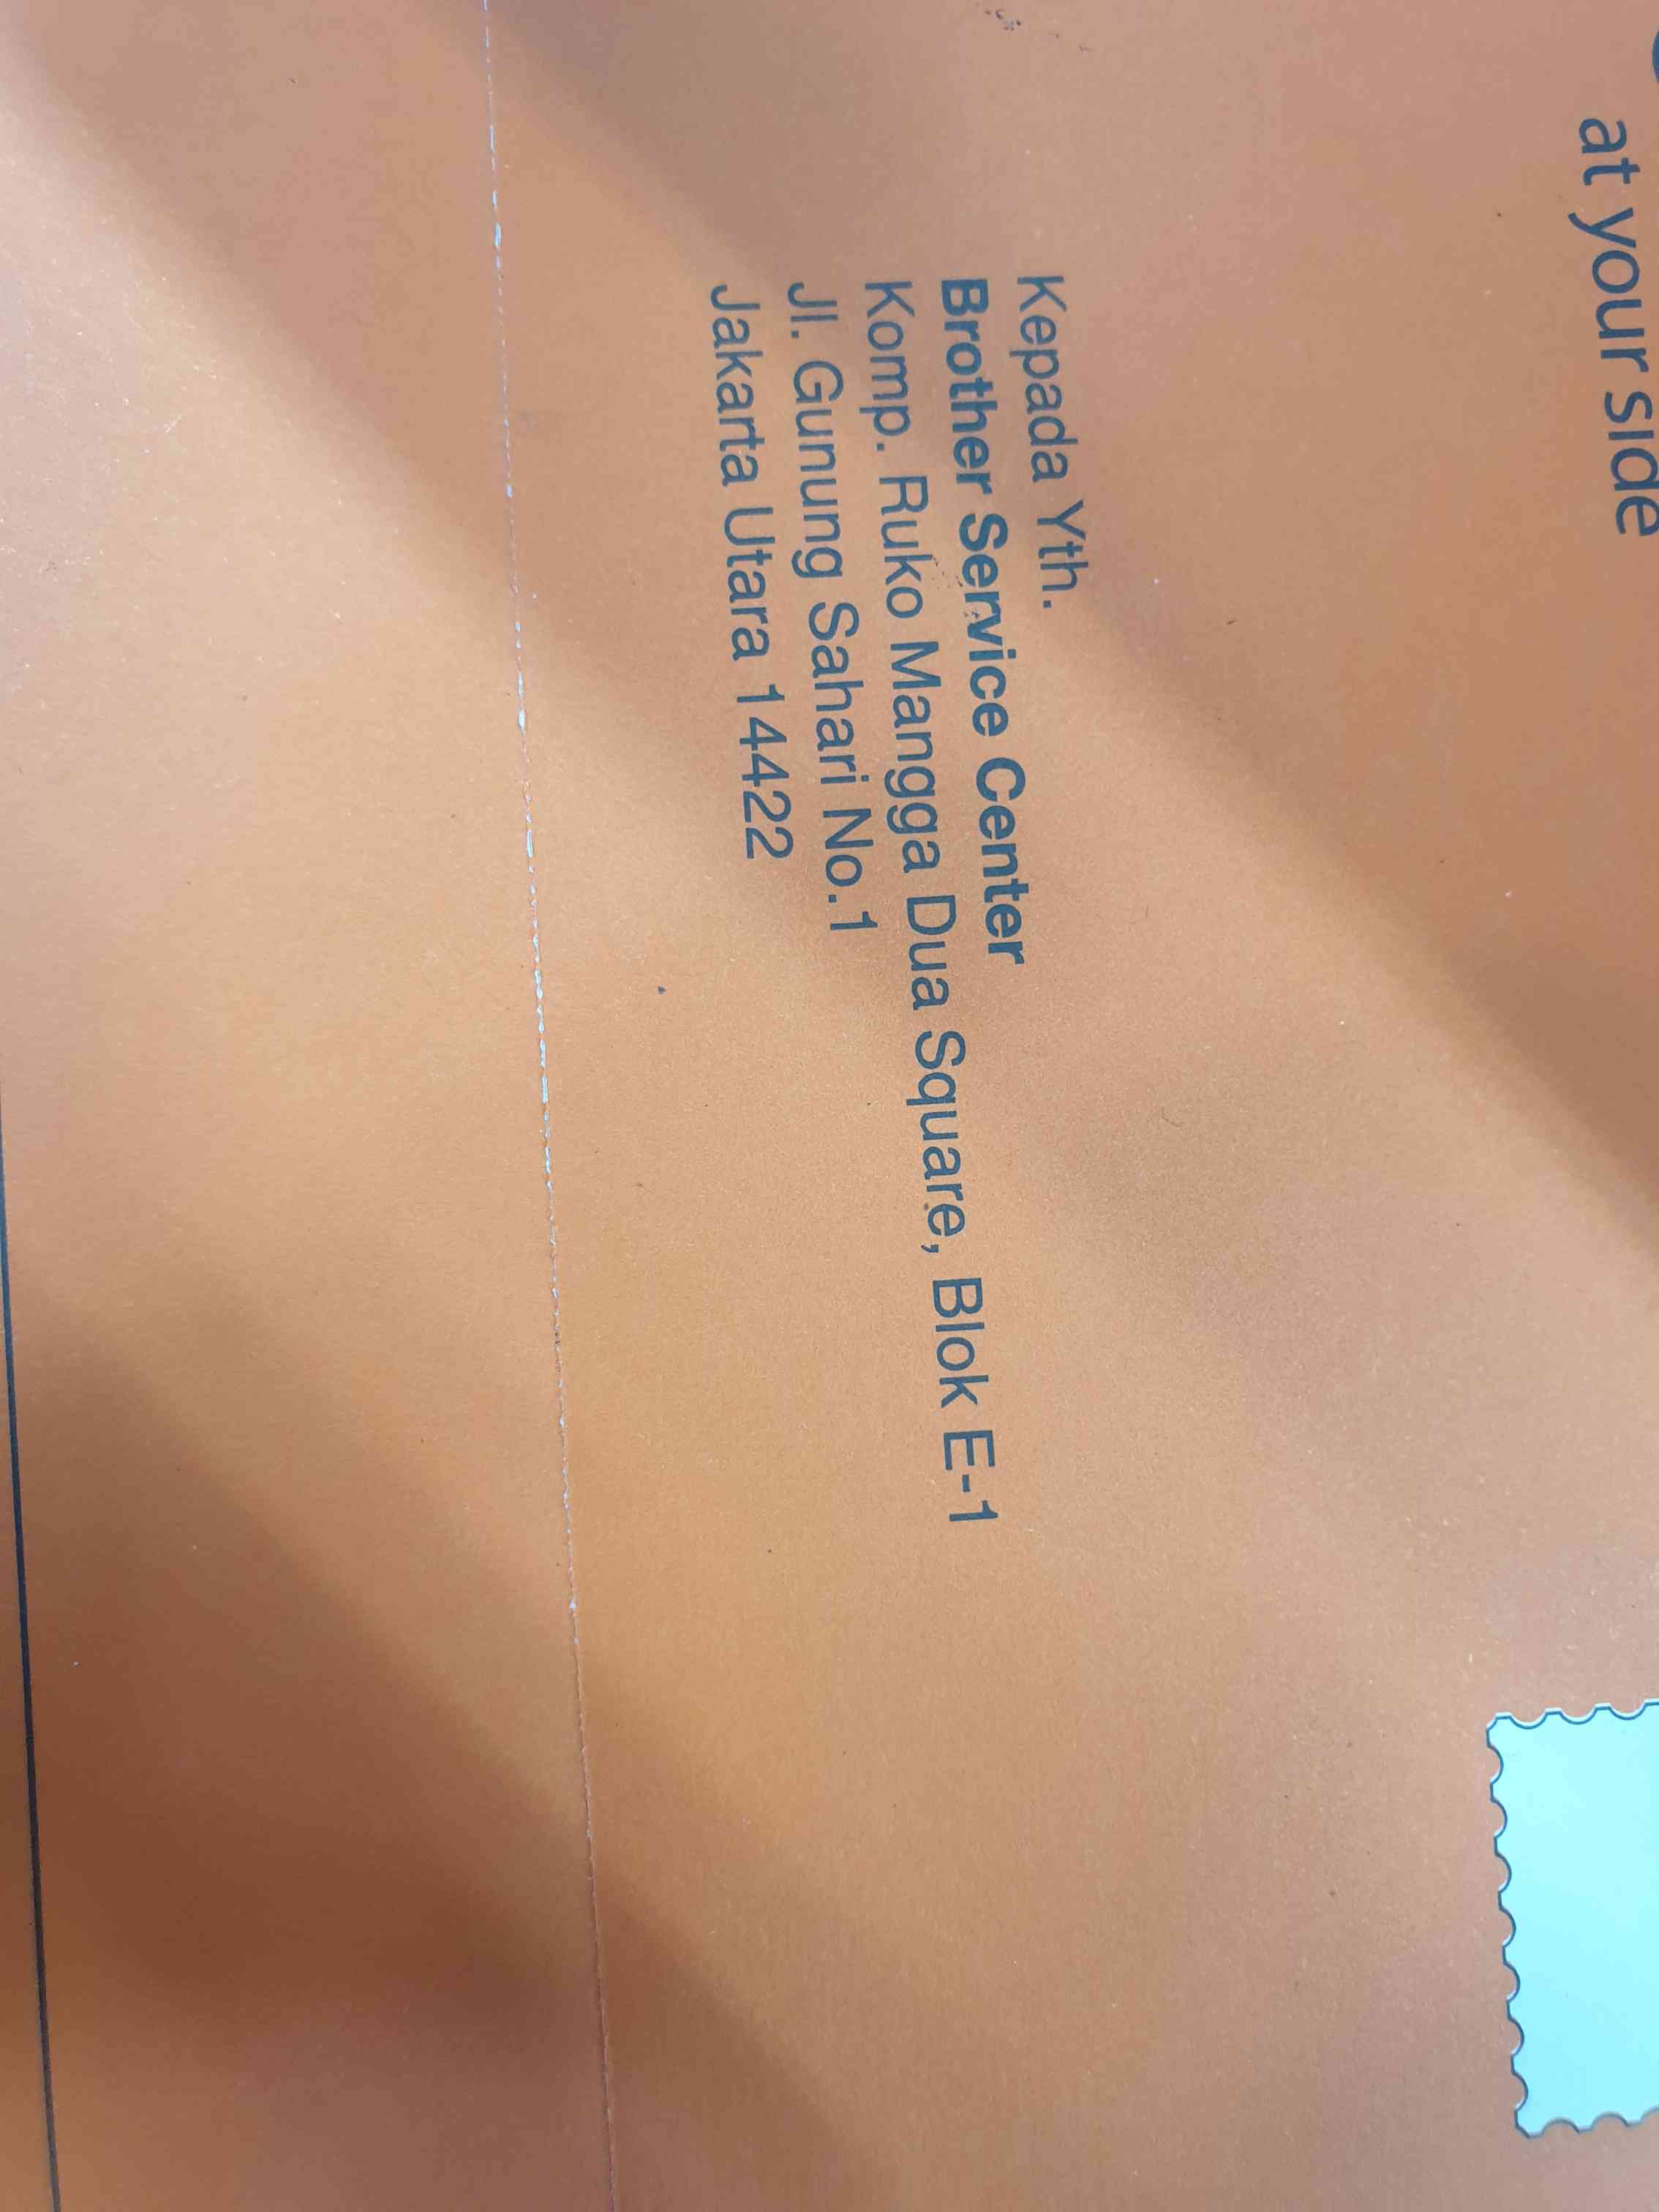 at your side
Kepada Yth.
Brother Service Center
Komp. Ruko Mangga Dua Square, Blok E-1
Jl. Gunung Sahari No.1
Jakarta Utara 14422